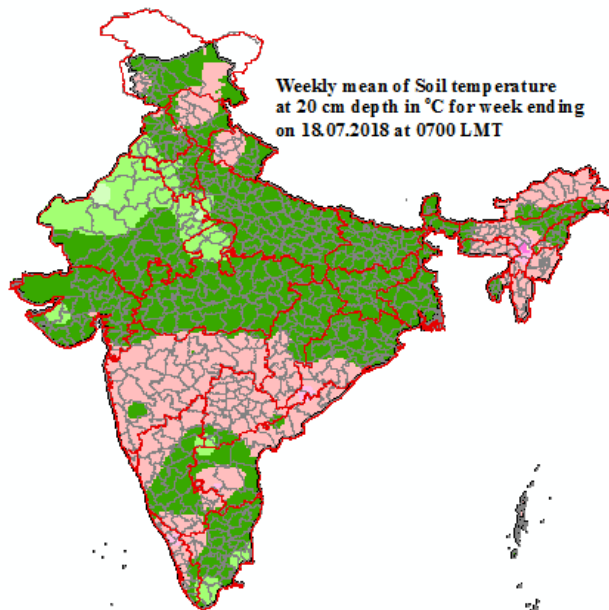 Weekly mean of Soil temperature
at 20 cm depth in °C for week ending
on 18.07.2018 at 0700 LMT